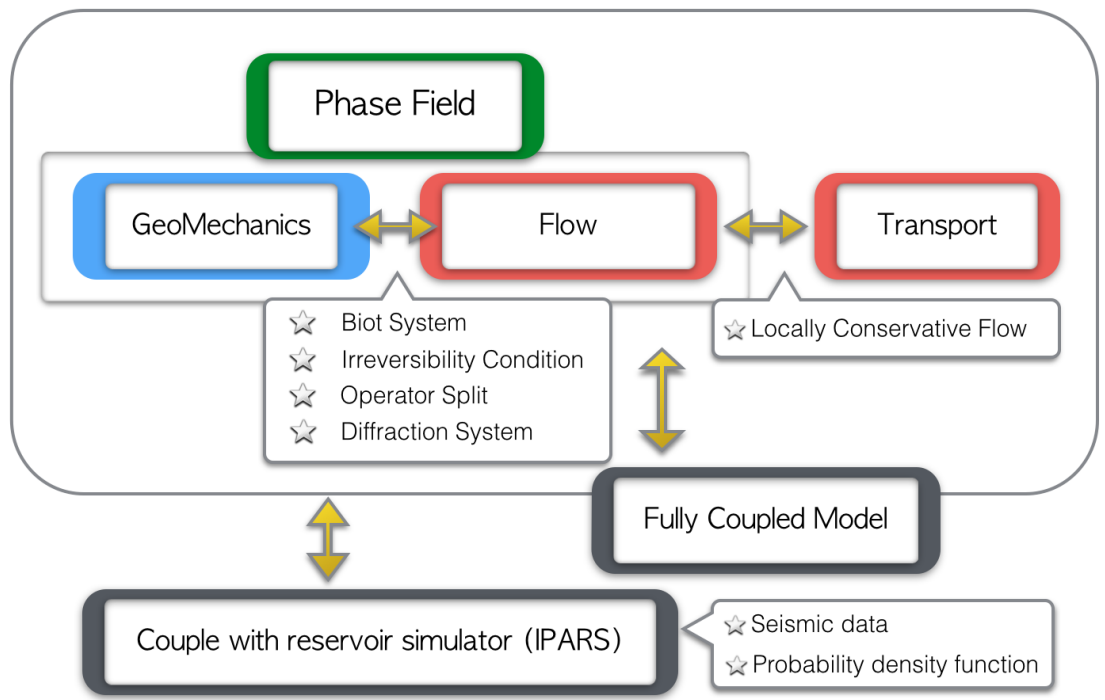 Phase Field
GeoMechanics
Flow
Transport
Biot System
Irreversibility Condition
Operator Split
Diffraction System
Locally Conservative Flow
Fully Coupled Model
Couple with reservoir simulator (IPARS)
Seismic data
Probability density function